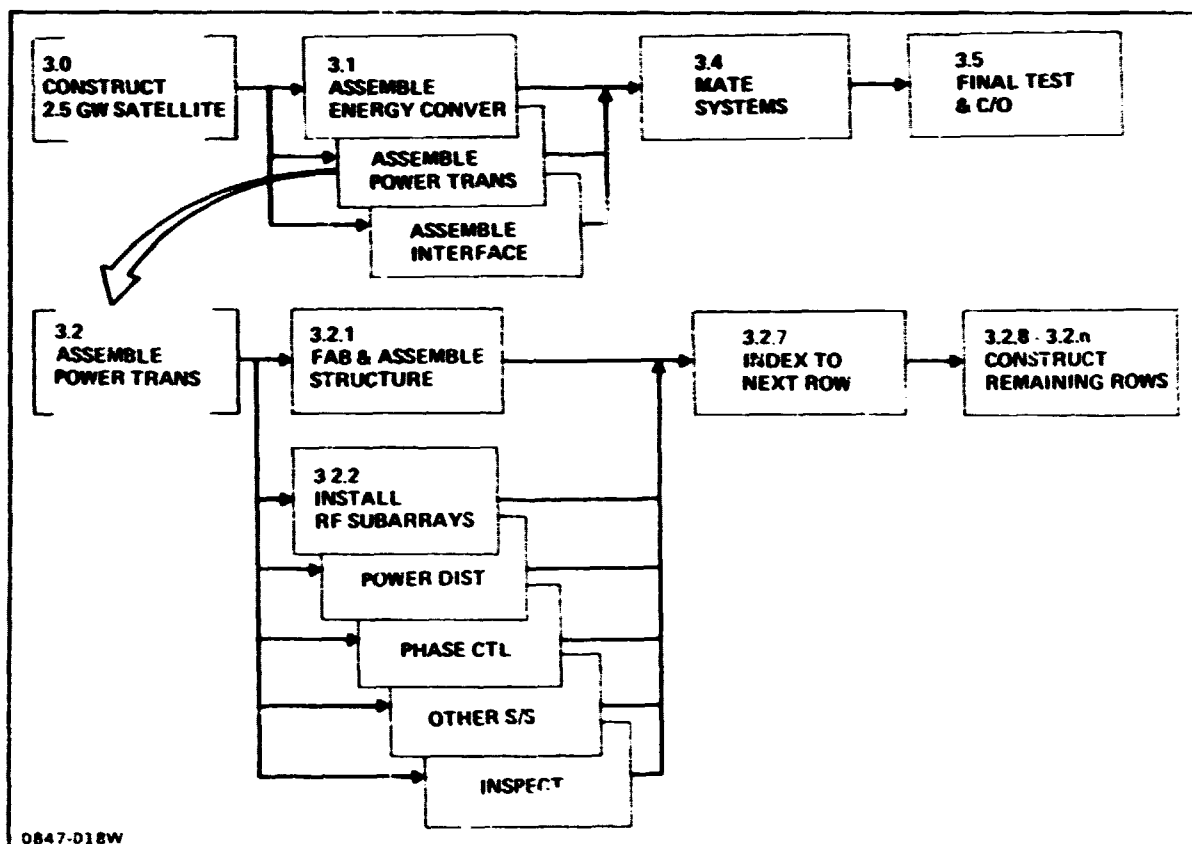 3.0
CONSTRUCT
2.5 GW SATELLITE
3.1
ASSEMBLE
ENERGY CONVER
ASSEMBLE
POWER TRANS
ASSEMBLE
INTERFACE
3.4
MATE
SYSTEMS
3.5
FINAL TEST
& C/O
3.2
ASSEMBLE
POWER TRANS
3.2.1
FAB & ASSEMBLE
STRUCTURE
3 2.2
INSTALL
RF SUBARRAYS
POWER DIST
PHASE CTL
OTHER S/S
INSPECT
3.2.7
INDEX TO
NEXT ROW
3.2.8 - 3.2.n
CONSTRUCT
REMAINING ROWS
0847-018W